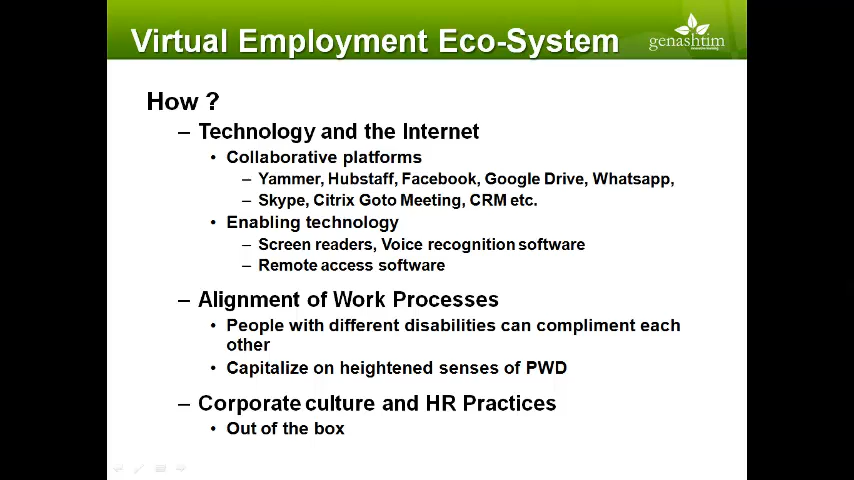 Virtual Employment Eco-System
genashtim
How ?
– Technology and the Internet
• Collaborative platforms
– Yammer, Hubstaff, Facebook, Google Drive, Whatsapp,
– Skype, Citrix Goto Meeting, CRM etc.
• Enabling technology
– Screen readers, Voice recognition software
– Remote access software
– Alignment of Work Processes
• People with different disabilities can compliment each
other
• Capitalize on heightened senses of PWD
– Corporate culture and HR Practices
• Out of the box